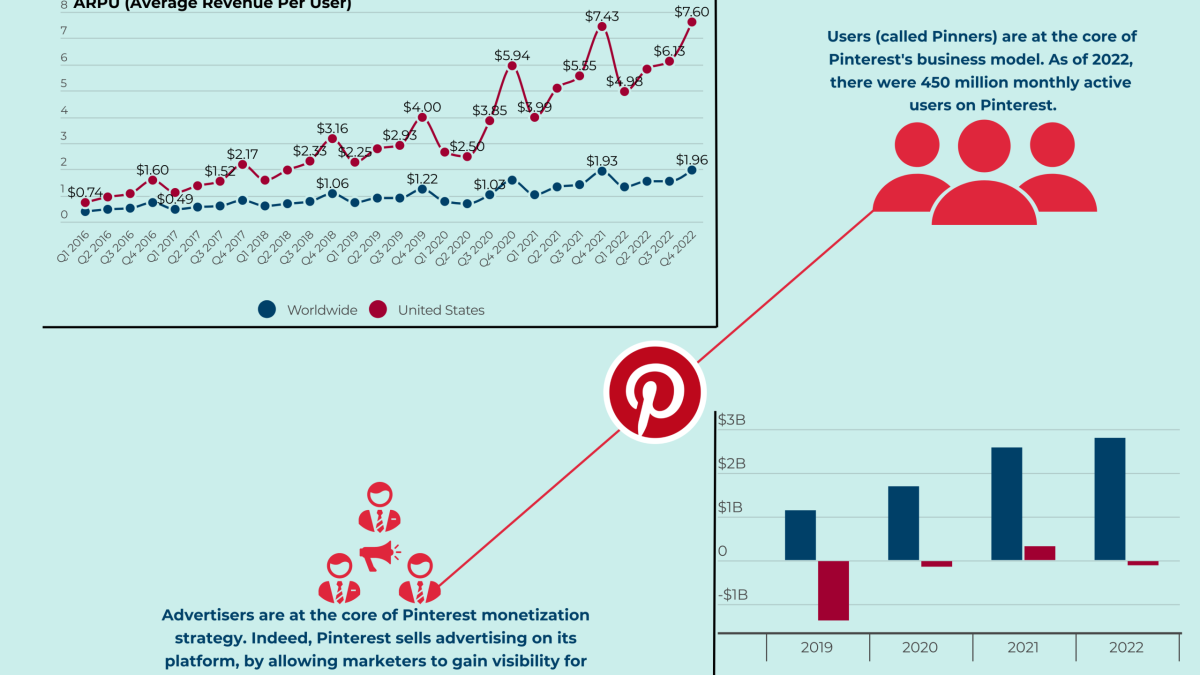 ARPU (Average Revenue Per User)
8
7
6
5
4
3
2
1
0
$0.74
$1.60
$0.49
$1.52
$2.17
$2.33
$3.16
$1.06
$2.25
$2.93
$4.00
$1.22
$2.50
$3.85
$1.03
$5.94
$3.99
$5.55
$7.43
$1.93
$4.98
$6.13
$7.60
$1.96
Q1 2016
Q2 2016
Q3 2016
Q4 2016
Q1 2017
Q2 2017
Q3 2017
Q4 2017
Q1 2018
Q2 2018
Q3 2018
Q4 2018
Q1 2019
Q2 2019
Q3 2019
Q4 2019
Q1 2020
Q2 2020
Q3 2020
Q4 2020
Q1 2021
Q2 2021
Q3 2021
Q4 2021
Q1 2022
Q2 2022
Q3 2022
Q4 2022
Worldwide
United States
Users (called Pinners) are at the core of
Pinterest's business model. As of 2022,
there were 450 million monthly active
users on Pinterest.
Advertisers are at the core of Pinterest monetization
strategy. Indeed, Pinterest sells advertising on its
platform, by allowing marketers to gain visibility for
$3B
$2B
$1B
0
-$1B
2019
2020
2021
2022